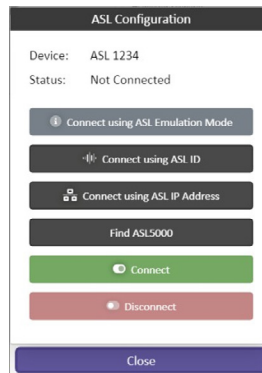 ASL Configuration
Device: ASL 1234
Status: Not Connected
Connect using ASL Emulation Mode
Connect using ASL ID
Connect using ASL IP Address
Find ASL5000
Connect
Disconnect
Close